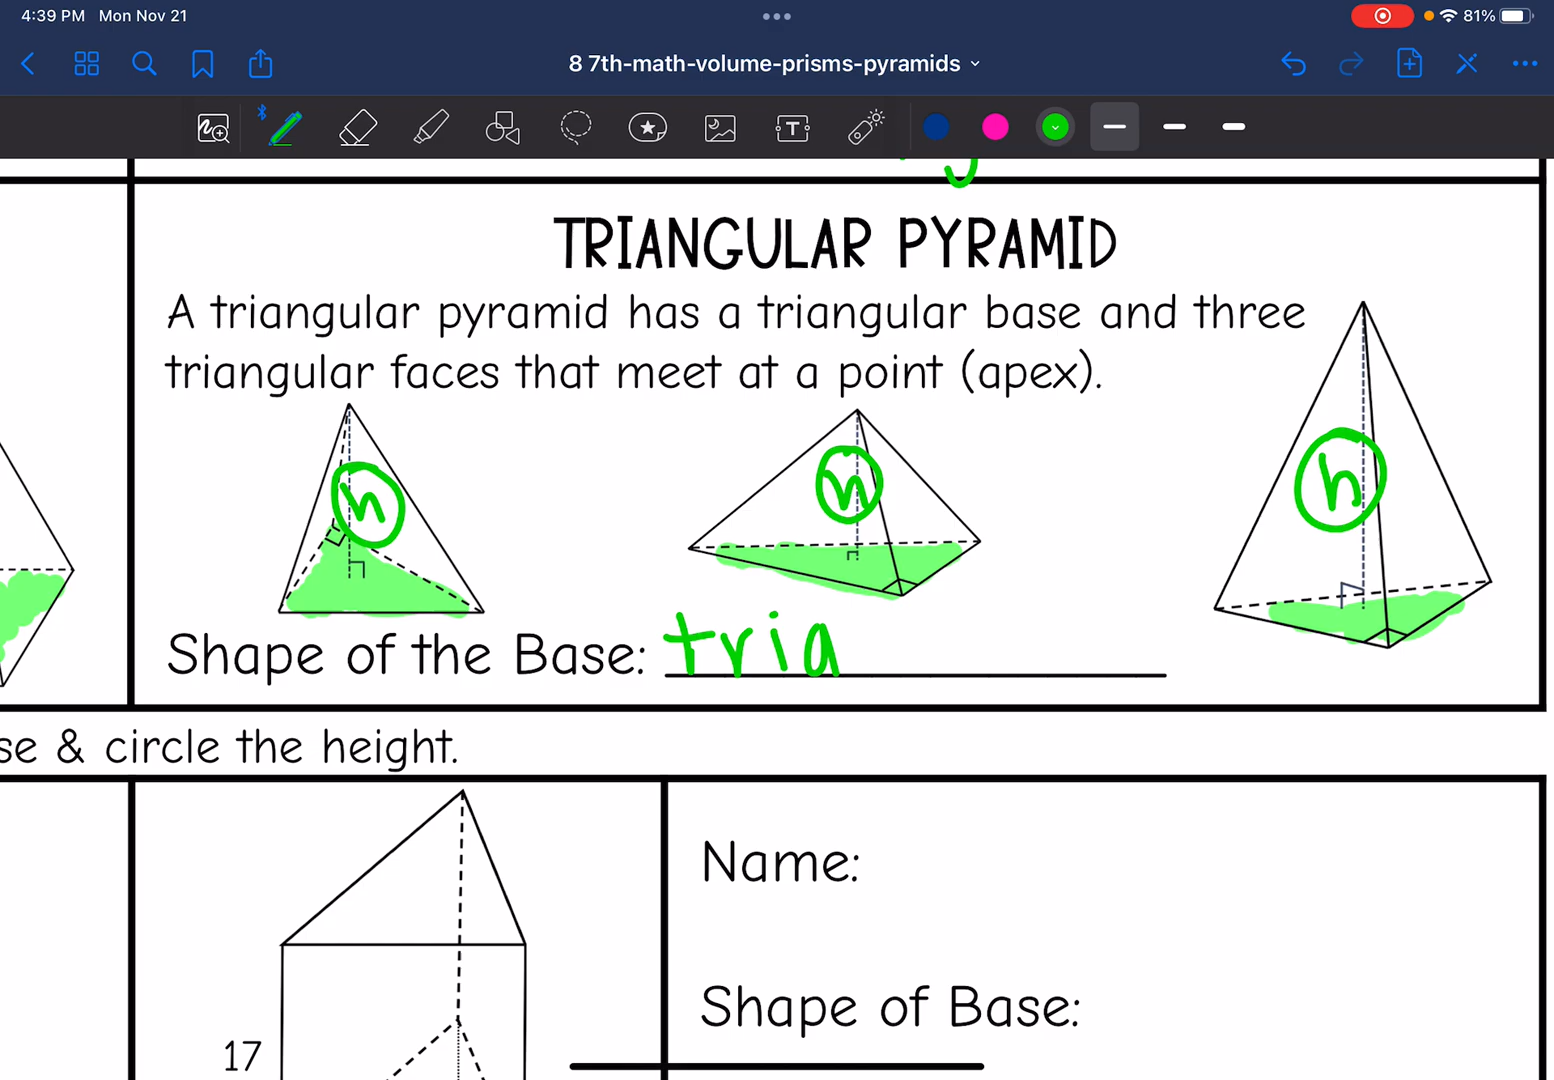 4:39 PM Mon Nov 21
81%
8 7th-math-volume-prisms-pyramids
T
TRIANGULAR PYRAMID
A triangular pyramid has a triangular base and three
triangular faces that meet at a point (apex).
h
h
h
Shape of the Base: tria
se & circle the height.
Name:
Shape of Base:
17